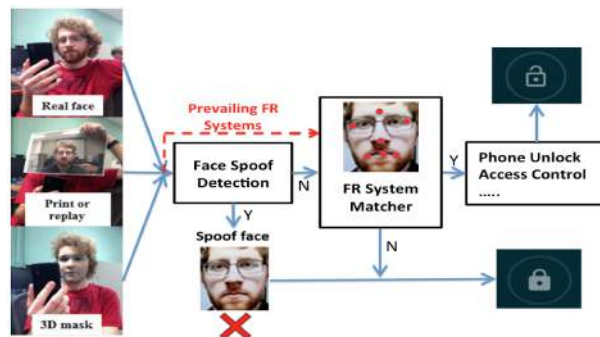 Real face
Print or
replay
3D mask
Prevailing FR
Systems
Face Spoof
Detection
N
Y
Spoof face
FR System
Matcher
Y
N
Phone Unlock
Access Control
.....